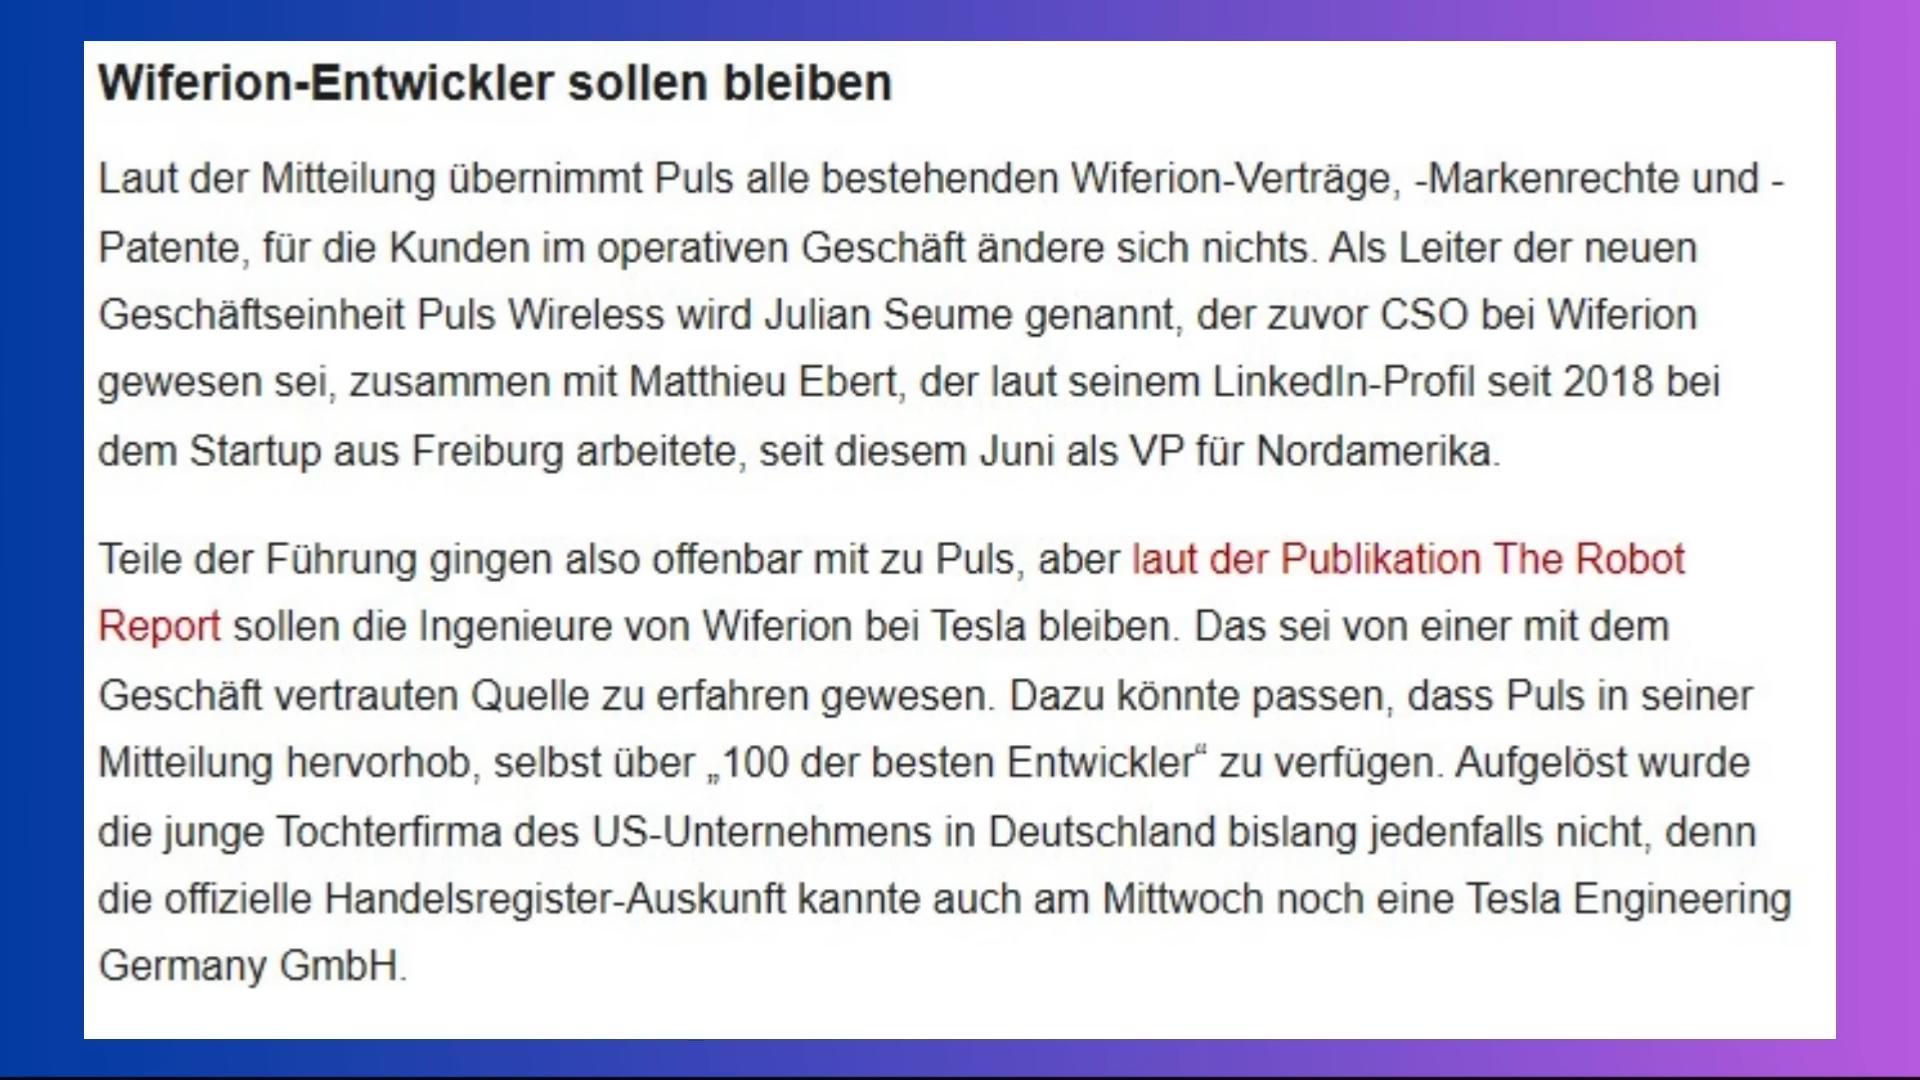 Wiferion-Entwickler sollen bleiben
Laut der Mitteilung übernimmt Puls alle bestehenden Wiferion-Verträge, -Markenrechte und -
Patente, für die Kunden im operativen Geschäft ändere sich nichts. Als Leiter der neuen
Geschäftseinheit Puls Wireless wird Julian Seume genannt, der zuvor CSO bei Wiferion
gewesen sei, zusammen mit Matthieu Ebert, der laut seinem LinkedIn-Profil seit 2018 bei
dem Startup aus Freiburg arbeitete, seit diesem Juni als VP für Nordamerika.
Teile der Führung gingen also offenbar mit zu Puls, aber laut der Publikation The Robot
Report sollen die Ingenieure von Wiferion bei Tesla bleiben. Das sei von einer mit dem
Geschäft vertrauten Quelle zu erfahren gewesen. Dazu könnte passen, dass Puls in seiner
Mitteilung hervorhob, selbst über „100 der besten Entwickler“ zu verfügen. Aufgelöst wurde
die junge Tochterfirma des US-Unternehmens in Deutschland bislang jedenfalls nicht, denn
die offizielle Handelsregister-Auskunft kannte auch am Mittwoch noch eine Tesla Engineering
Germany GmbH.